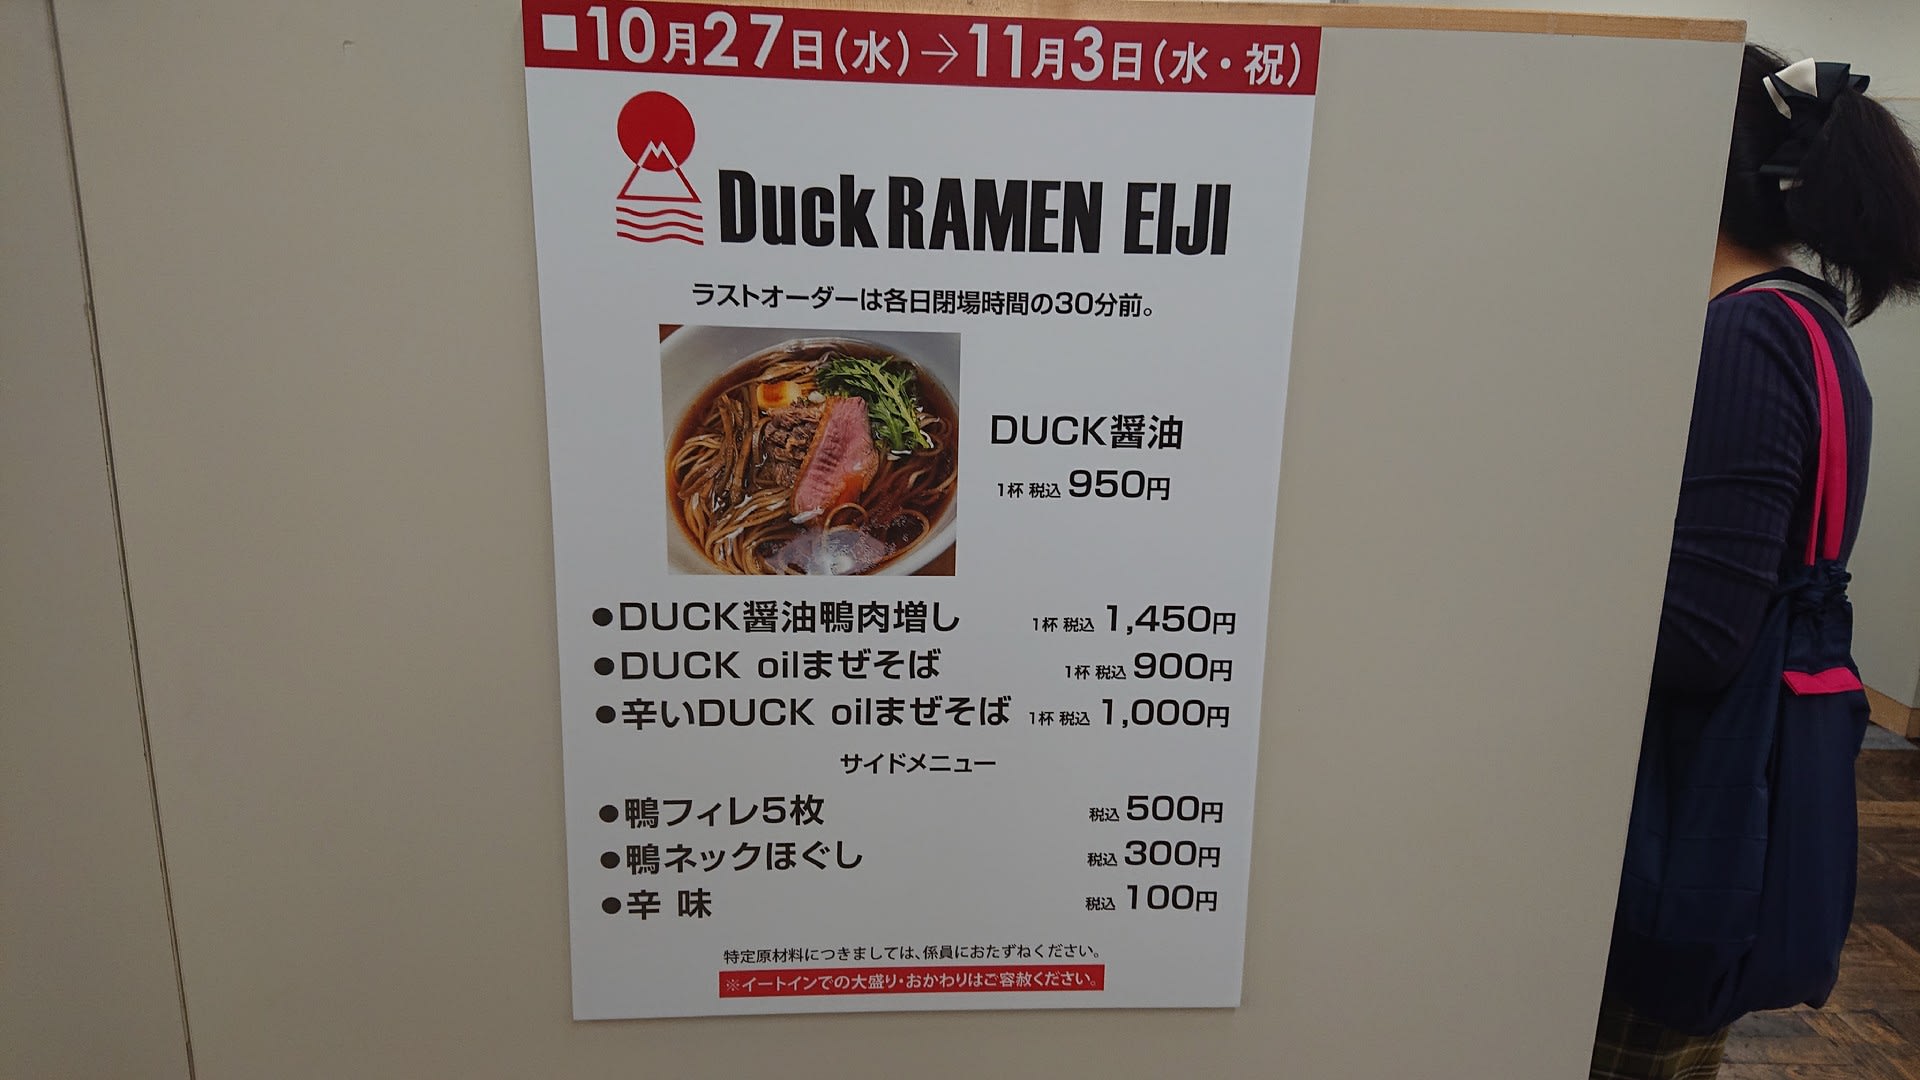 ■10月27日(水)→11月3日(水・祝)
Duck RAMEN EIJI
ラストオーダーは各日閉場時間の30分前。
DUCK醤油
1杯 税込 950円
●DUCK醤油鴨肉増し 1杯 税込 1,450円
●DUCK oilまぜそば 1杯 税込 900円
●辛いDUCK oilまぜそば 1杯 税込 1,000円
サイドメニュー
●鴨フィレ5枚 税込 500円
●鴨ネックほぐし 税込 300円
●辛 味 税込 100円
特定原材料につきましては、係員におたずねください。
※イートインでの大盛り・おかわりはご容赦ください。